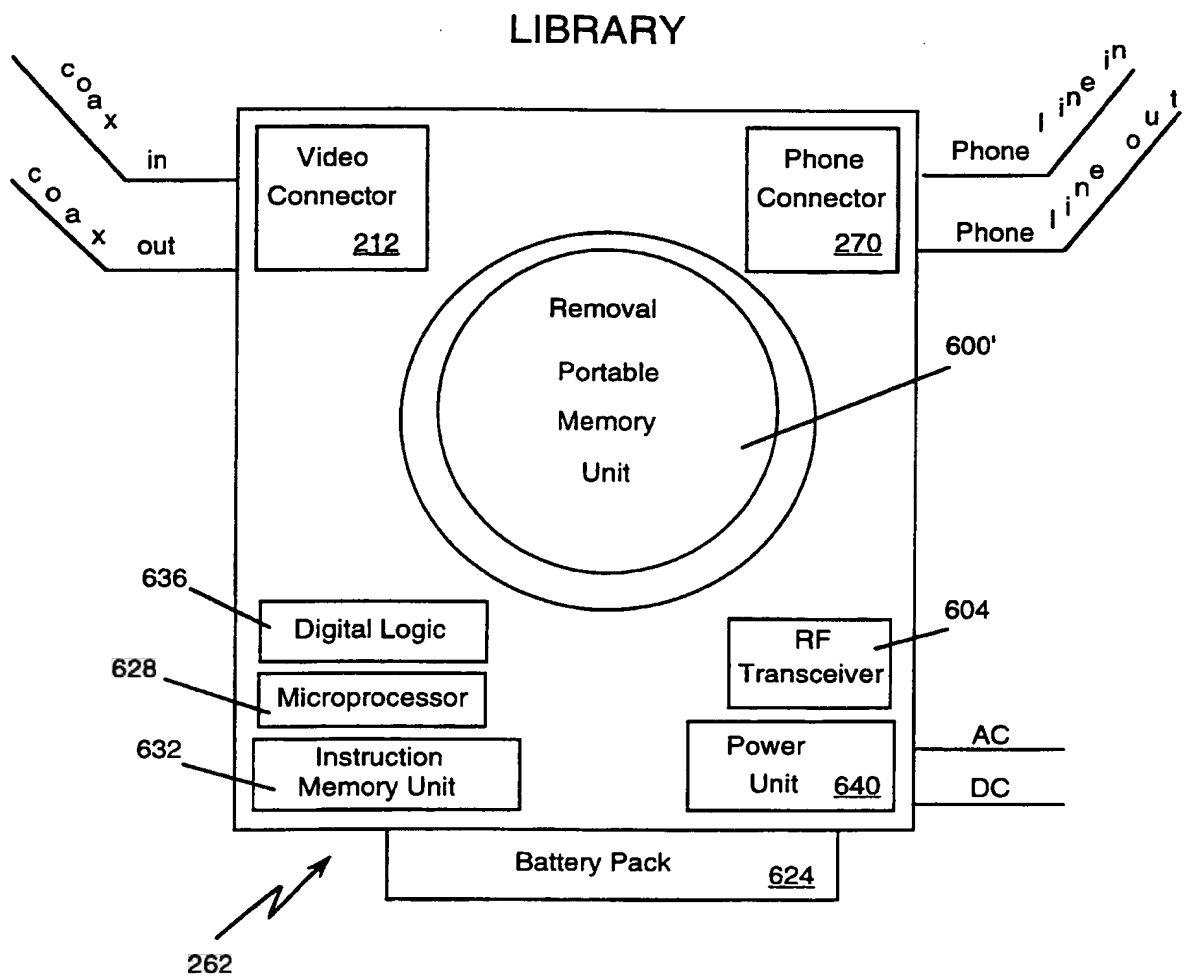 LIBRARY
coax in
coax out
Phone line in
Phone line out
Video
Connector
212
Phone
Connector
270
Removal
Portable
Memory
Unit
600'
636
Digital Logic
628
Microprocessor
632
Instruction
Memory Unit
RF
Transceiver
604
Power
Unit 640
AC
DC
Battery Pack 624
262